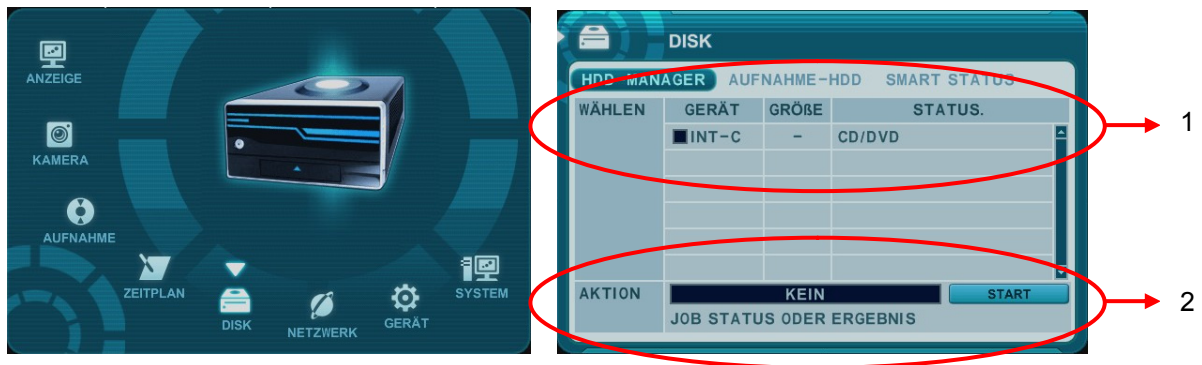 ANZEIGE
KAMERA
AUFNAHME
ZEITPLAN
DISK
NETZWERK
GERÄT
SYSTEM
DISK
HDD-MANAGER AUFNAHME-HDD SMART STATUS
WÄHLEN GERÄT GRÖßE STATUS.
INT-C - CD/DVD
AKTION KEIN START
JOB STATUS ODER ERGEBNIS
1
2